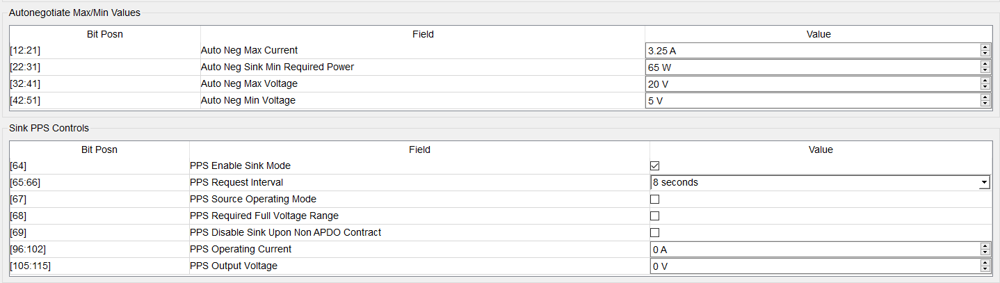 Autonegotiate Max/Min Values
Bit Posn Field Value
[12:21] Auto Neg Max Current 3.25 A
[22:31] Auto Neg Sink Min Required Power 65 W
[32:41] Auto Neg Max Voltage 20 V
[42:51] Auto Neg Min Voltage 5 V
Sink PPS Controls
Bit Posn Field Value
[64] PPS Enable Sink Mode
[65:66] PPS Request Interval 8 seconds
[67] PPS Source Operating Mode
[68] PPS Required Full Voltage Range
[69] PPS Disable Sink Upon Non APDO Contract
[96:102] PPS Operating Current 0 A
[105:115] PPS Output Voltage 0 V